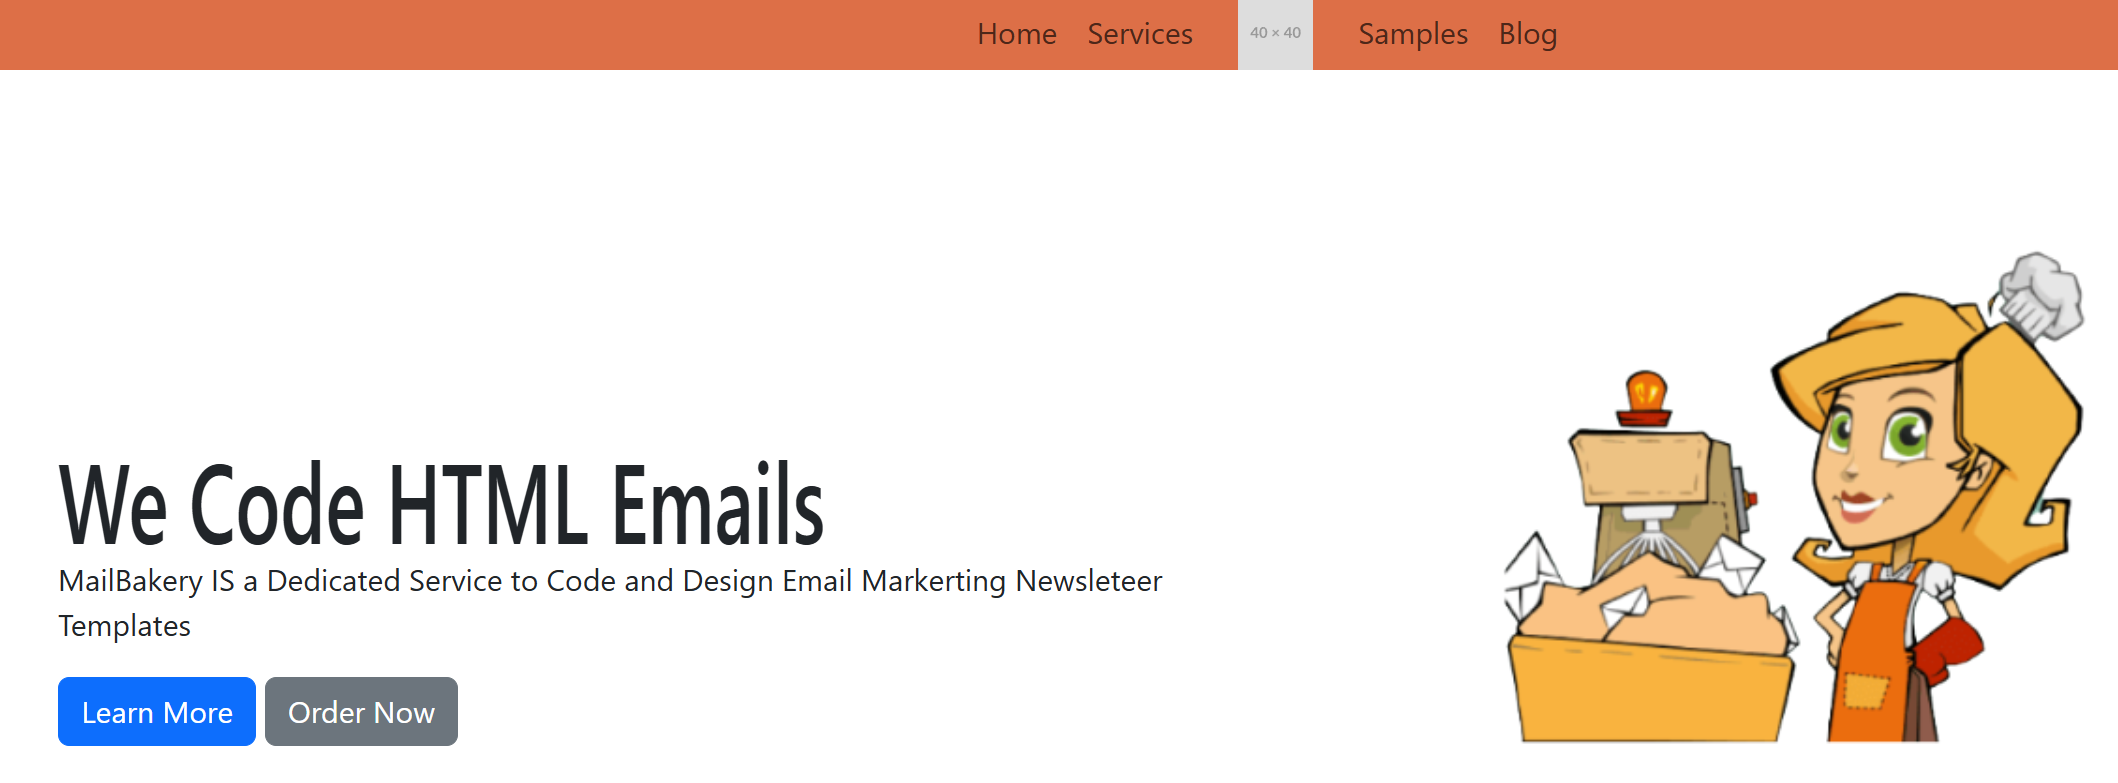 Home Services 40 × 40 Samples Blog
We Code HTML Emails
MailBakery IS a Dedicated Service to Code and Design Email Markerting Newsleteer
Templates
Learn More Order Now